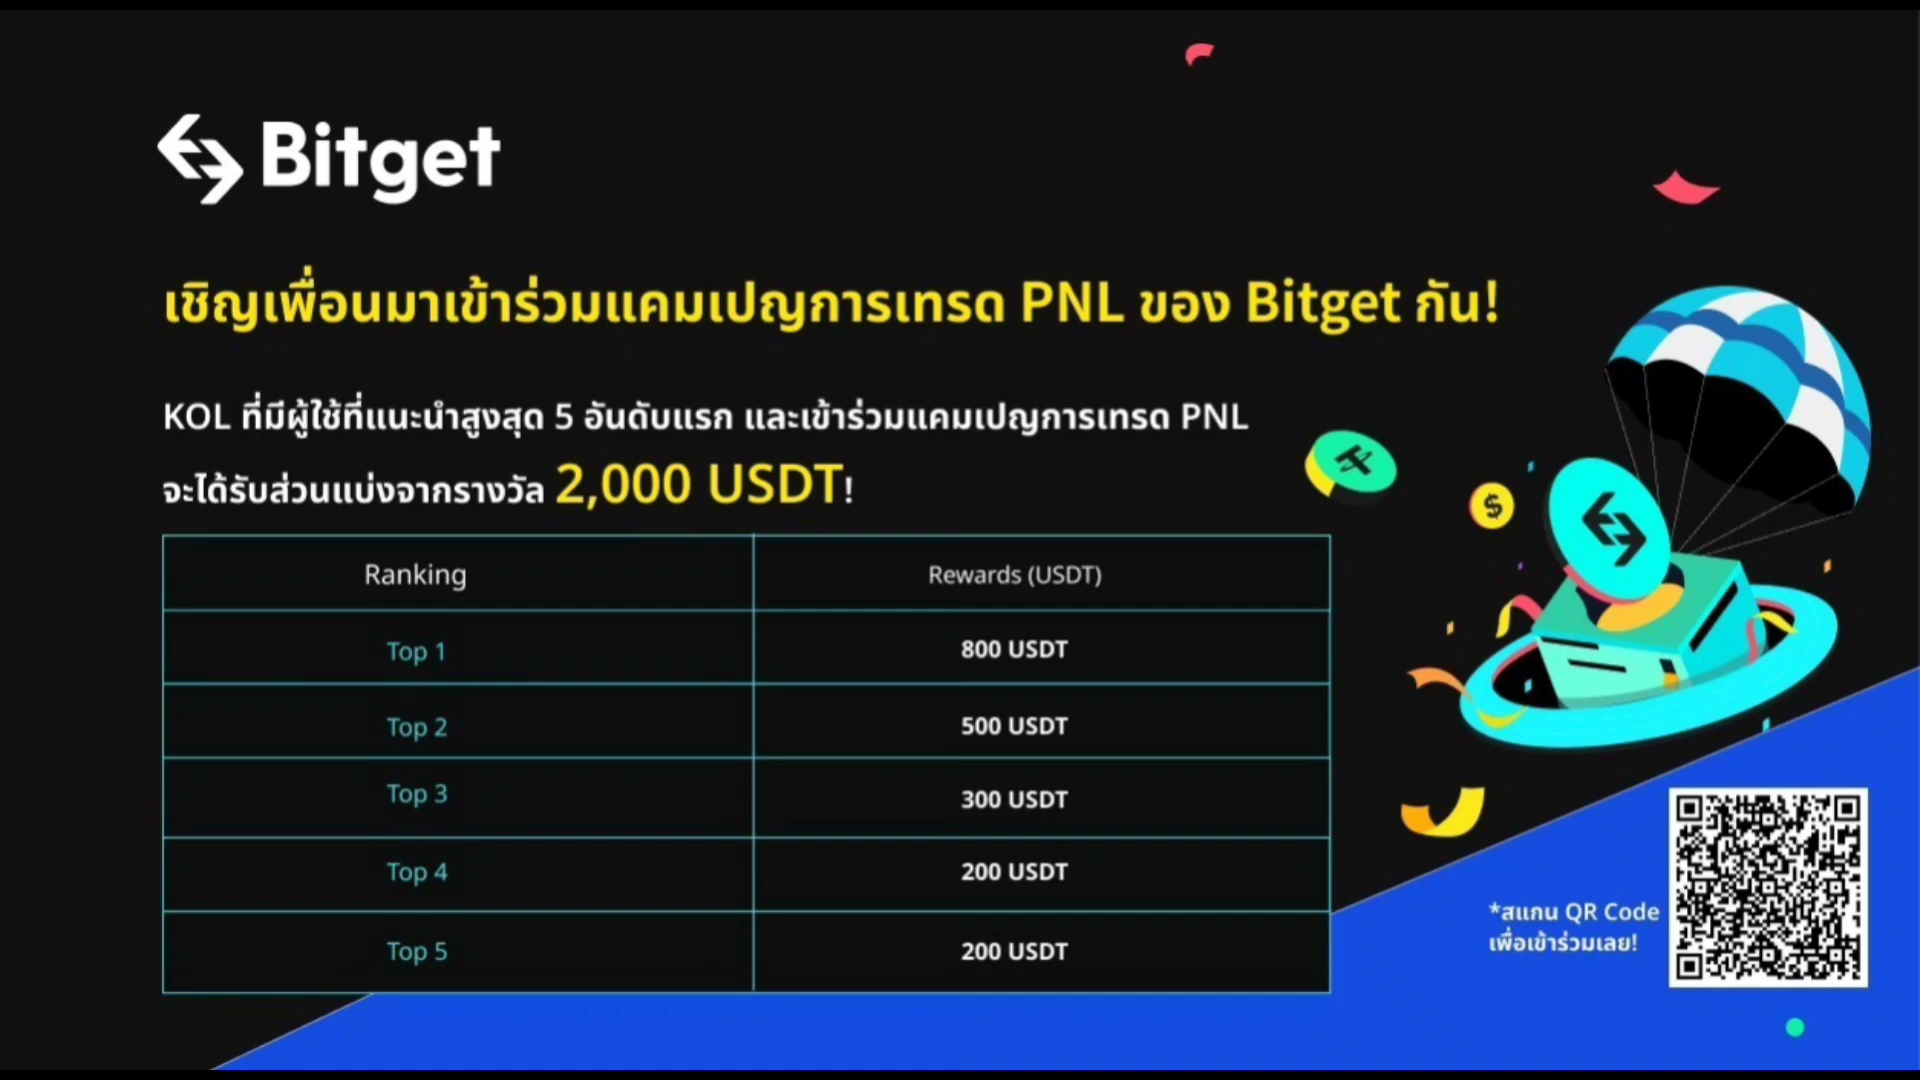 Bitget
เชิญเพื่อนมาเข้าร่วมแคมเปญการเทรด PNL ของ Bitget กัน!
KOL ที่มีผู้ใช้ที่แนะนำสูงสุด 5 อันดับแรก และเข้าร่วมแคมเปญการเทรด PNL
จะได้รับส่วนแบ่งจากรางวัล 2,000 USDT!
Ranking Rewards (USDT)
Top 1 800 USDT
Top 2 500 USDT
Top 3 300 USDT
Top 4 200 USDT
Top 5 200 USDT
*สแกน QR Code
เพื่อเข้าร่วมเลย!